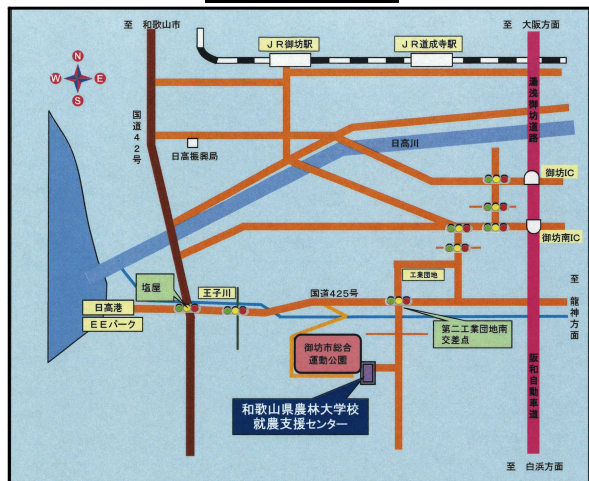 至 和歌山市
至 大阪方面
JR御坊駅
JR道成寺駅
N
W
E
S
国道42号
湯浅御坊道路
日高川
日高振興局
御坊IC
御坊南IC
工業団地
塩屋
王子川
国道425号
至 龍神方面
日高港
EEパーク
第二工業団地南
交差点
御坊市総合
運動公園
阪和自動車道
和歌山県農林大学校
就農支援センター
至 白浜方面